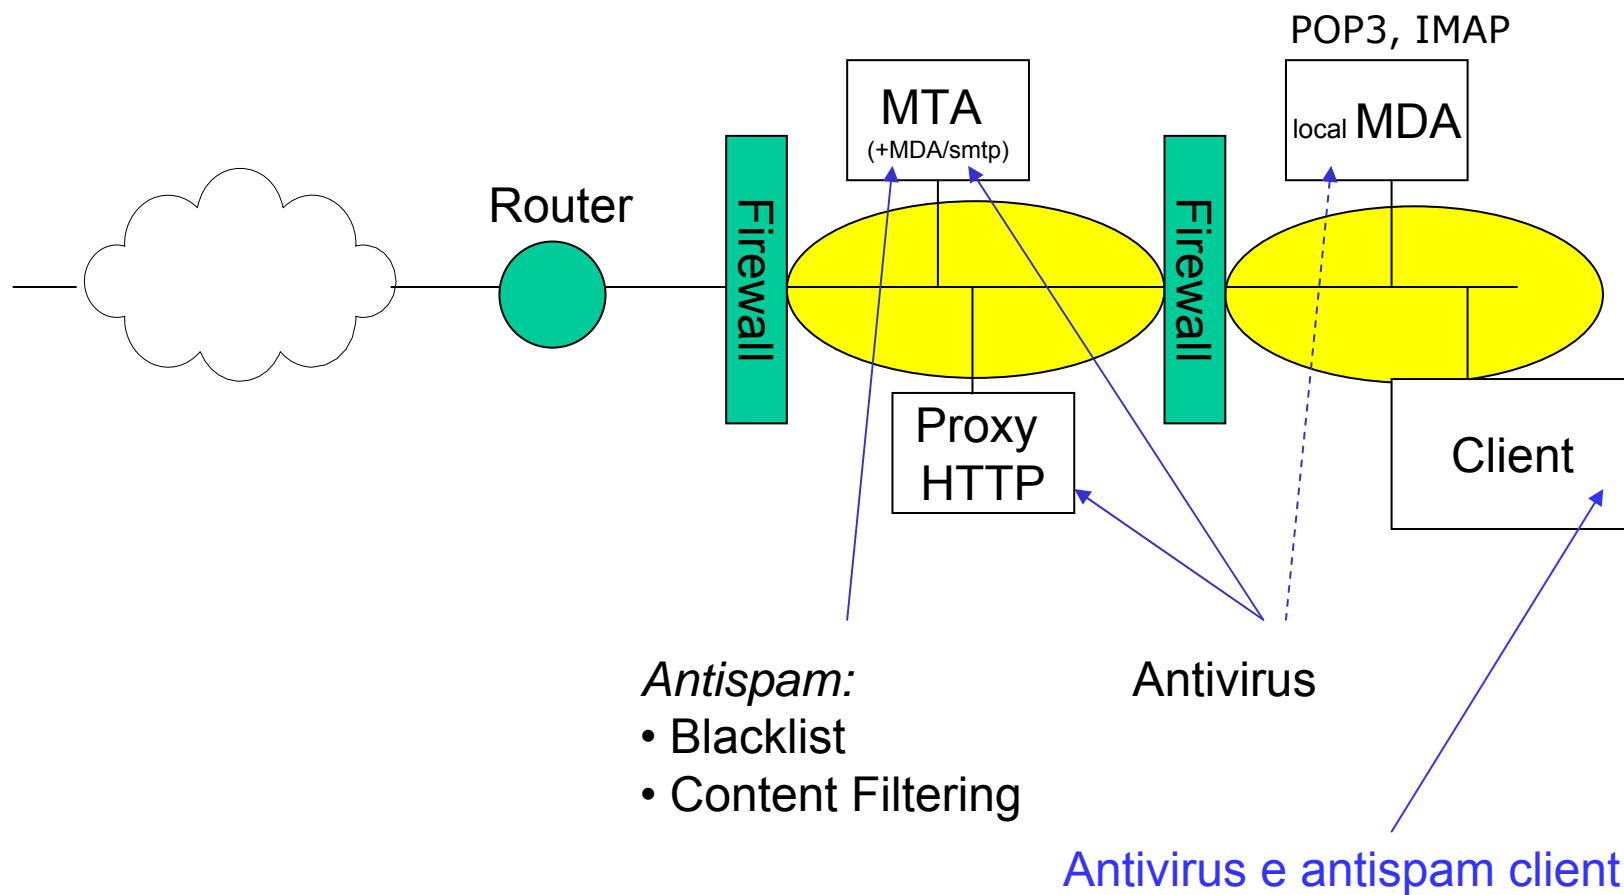 POP3, IMAP
MTA
(+MDA/smtp)
local MDA
Router
Firewall
Firewall
Proxy
HTTP
Client
Antispam:
• Blacklist
• Content Filtering
Antivirus
Antivirus e antispam client